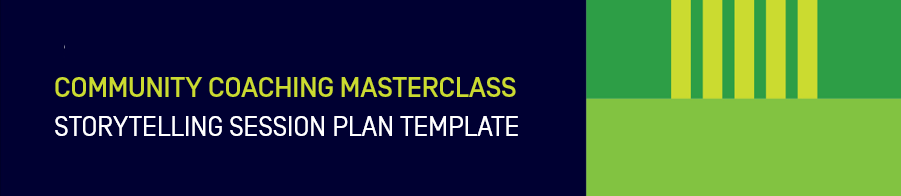 COMMUNITY COACHING MASTERCLASS
STORYTELLING SESSION PLAN TEMPLATE